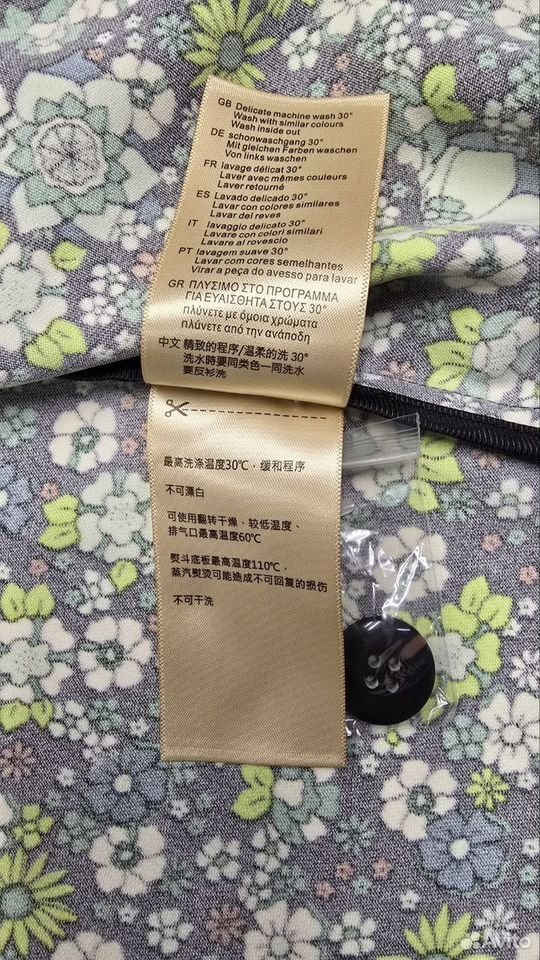 GB Delicate machine wash 30°
Wash with similar colours
Wash inside out
DE schonwaschgang 30°
Mit gleichen Farben waschen
Von links waschen
FR lavage délicat 30°
Laver avec mêmes couleurs
Laver retourné
ES Lavado delicado 30°
Lavar con colores similares
Lavar del reves
IT lavaggio delicato 30°
Lavare con colori similari
Lavare al rovescio
PT lavagem suave 30°
Lavar com cores semelhantes
Virar a peça do avesso para lavar
GR ΠΛΥΣΙΜΟ ΣΤΟ ΠΡΟΓΡΑΜΜΑ
ΓΙΑ ΕΥΑΙΣΘΗΤΑ ΣΤΟΥΣ 30°
πλύνετε με όμοια χρώματα
πλύνετε από την ανάποδη
中文 精致的程序/温柔的洗 30°
洗水時要同类色一同洗水
要反衫洗
最高洗涤温度30℃，缓和程序
不可漂白
可使用翻转干燥、较低温度、
排气口最高温度60℃
熨斗底板最高温度110℃，
蒸汽熨烫可能造成不可回复的损伤
不可干洗
Avito